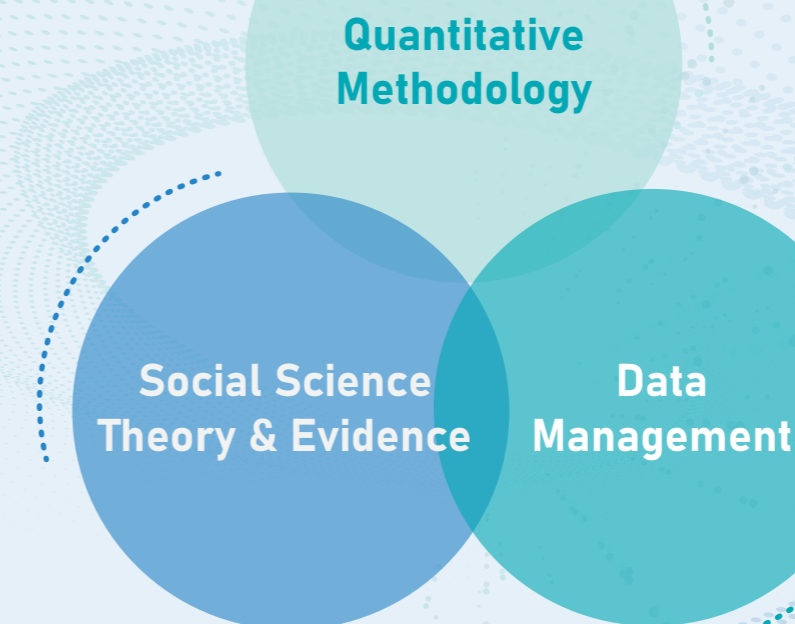 Quantitative
Methodology
Social Science
Theory & Evidence
Data
Management